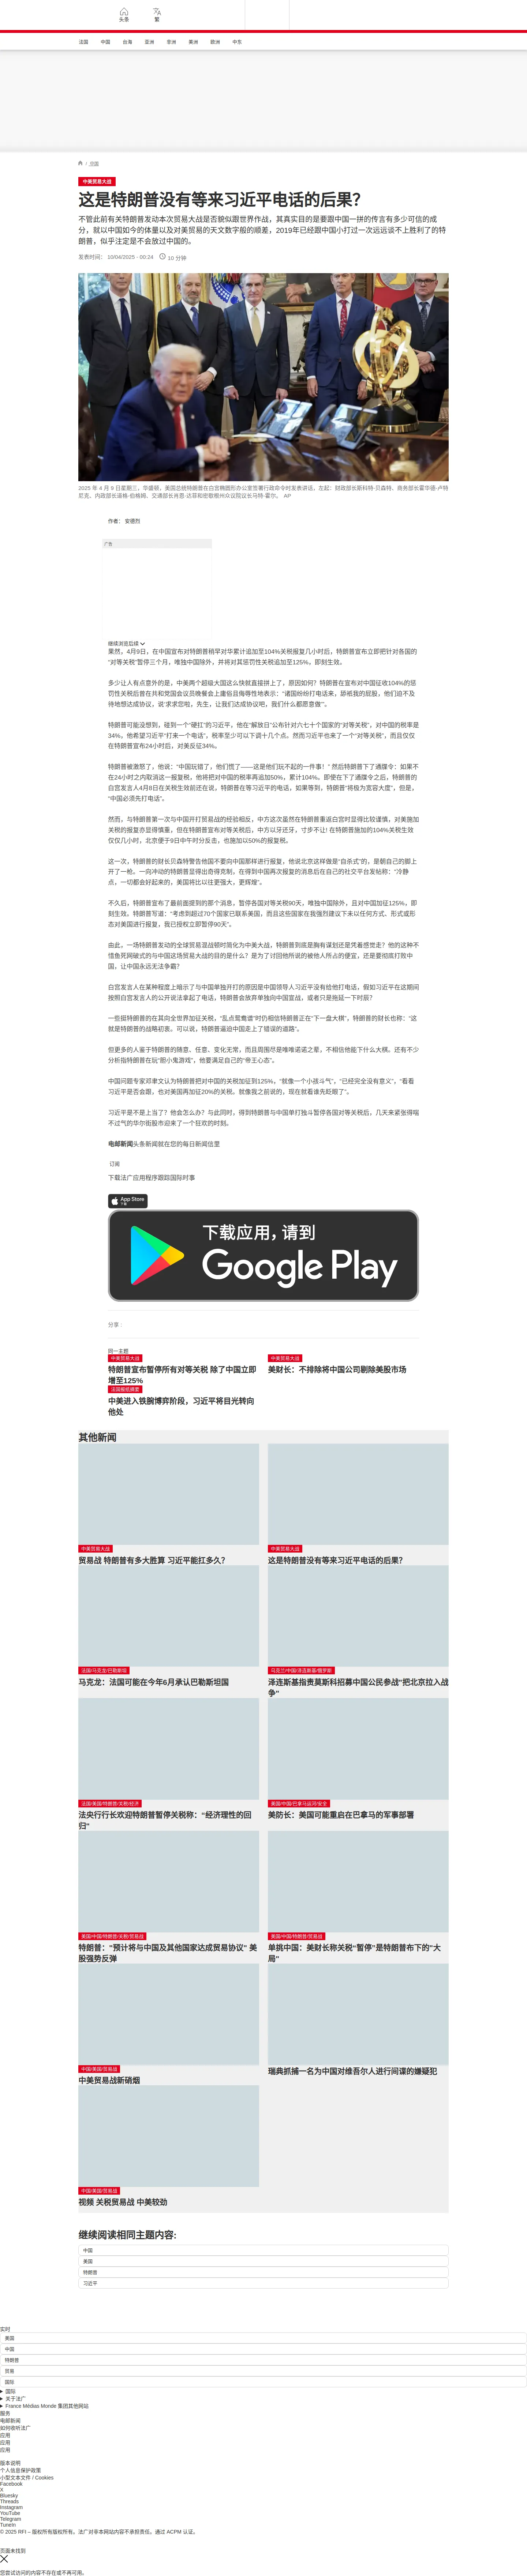 头条
繁
法国
中国
台海
亚洲
非洲
美洲
欧洲
中东
/ 中国
中美贸易大战
这是特朗普没有等来习近平电话的后果?
不管此前有关特朗普发动本次贸易大战是否貌似跟世界作战，其真实目的是要跟中国一拼的传言有多少可信的成
分，就以中国如今的体量以及对美贸易的天文数字般的顺差，2019年已经跟中国小打过一次远远谈不上胜利了的特
朗普，似乎注定是不会放过中国的。
发表时间： 10/04/2025 - 00:24
10 分钟
2025 年 4 月 9 日星期三，华盛顿，美国总统特朗普在白宫椭圆形办公室签署行政命令时发表讲话。左起：财政部长斯科特·贝森特、商务部长霍华德·卢特
尼克、内政部长道格·伯格姆、交通部长肖恩·达菲和密歇根州众议院议长马特·霍尔。 AP
作者： 安德烈
广告
继续浏览后续
果然，4月9日，在中国宣布对特朗普稍早对华累计追加至104%关税报复几小时后，特朗普宣布立即把针对各国的
“对等关税”暂停三个月，唯独中国除外，并将对其惩罚性关税追加至125%，即刻生效。
多少让人有点意外的是，中美两个超级大国这么快就直接拼上了，原因如何？特朗普在宣布对中国征收104%的惩
罚性关税后曾在共和党国会议员晚餐会上庸俗且侮辱性地表示：“诸国纷纷打电话来，舔抵我的屁股，他们迫不及
待地想达成协议，说‘求求您啦，先生，让我们达成协议吧，我们什么都愿意做’”。
特朗普可能没想到，碰到一个“硬扛”的习近平，他在“解放日”公布针对六七十个国家的“对等关税”，对中国的税率是
34%。他希望习近平“打来一个电话”，税率至少可以下调十几个点。然而习近平也来了一个“对等关税”，而且仅仅
在特朗普宣布24小时后，对美反征34%。
特朗普被激怒了，他说：“中国玩错了，他们慌了——这是他们玩不起的一件事！” 然后特朗普下了通牒令：如果不
在24小时之内取消这一报复税，他将把对中国的税率再追加50%，累计104%。即使在下了通牒令之后，特朗普的
白宫发言人4月8日在关税生效前还在说，特朗普在等习近平的电话，如果等到，特朗普“将极为宽容大度”，但是，
“中国必须先打电话”。
然而，与特朗普第一次与中国开打贸易战的经验相反，中方这次虽然在特朗普重返白宫时显得比较谨慎，对美施加
关税的报复亦显得慎重，但在特朗普宣布对等关税后，中方以牙还牙，寸步不让! 在特朗普施加的104%关税生效
仅仅几小时，北京便于9日中午时分反击，也施加以50%的报复税。
这一次，特朗普的财长贝森特警告他国不要向中国那样进行报复，他说北京这样做是“自杀式”的，是朝自己的脚上
开了一枪。一向冲动的特朗普显得出奇得克制，在得到中国再次报复的消息后在自己的社交平台发帖称：“冷静
点，一切都会好起来的，美国将比以往更强大，更辉煌”。
不久后，特朗普宣布了最前面提到的那个消息，暂停各国对等关税90天，唯独中国除外，且对中国加征125%，即
刻生效。特朗普写道：“考虑到超过70个国家已联系美国，而且这些国家在我强烈建议下未以任何方式、形式或形
态对美国进行报复，我已授权立即暂停90天”。
由此，一场特朗普发动的全球贸易混战顿时简化为中美大战，特朗普到底是胸有谋划还是凭着感觉走？他的这种不
惜鱼死网破式的与中国这场贸易大战的目的是什么？是为了讨回他所说的被他人所占的便宜，还是要彻底打败中
国，让中国永远无法争霸？
白宫发言人在某种程度上暗示了与中国单独开打的原因是中国领导人习近平没有给他打电话，假如习近平在这期间
按照白宫发言人的公开说法拿起了电话，特朗普会放弃单独向中国宣战，或者只是拖延一下时辰？
一些挺特朗普的在其向全世界加征关税，“乱点鸳鸯谱”时仍相信特朗普正在“下一盘大棋”，特朗普的财长也称：“这
就是特朗普的战略初衷。可以说，特朗普逼迫中国走上了错误的道路”。
但更多的人鉴于特朗普的随意、任意、变化无常，而且周围尽是唯唯诺诺之辈，不相信他能下什么大棋。还有不少
分析指特朗普在玩“胆小鬼游戏”，他要满足自己的“帝王心态”。
中国问题专家邓聿文认为特朗普把对中国的关税加征到125%，“就像一个小孩斗气”，“已经完全没有意义”，“看看
习近平是否会跟，也对美国再加征20%的关税。就像我之前说的，现在就看谁先眨眼了”。
习近平是不是上当了？他会怎么办？与此同时，得到特朗普与中国单打独斗暂停各国对等关税后，几天来紧张得喘
不过气的华尔街股市迎来了一个狂欢的时刻。
电邮新闻头条新闻就在您的每日新闻信里
订阅
下载法广应用程序跟踪国际时事
App Store
下载
下载应用，请到
Google Play
分享 :
同一主题
中美贸易大战
特朗普宣布暂停所有对等关税 除了中国立即
增至125%
中美贸易大战
美财长：不排除将中国公司剔除美股市场
法国报纸摘要
中美进入铁腕博弈阶段，习近平将目光转向
他处
其他新闻
中美贸易大战
贸易战 特朗普有多大胜算 习近平能扛多久?
中美贸易大战
这是特朗普没有等来习近平电话的后果?
法国/马克龙/巴勒斯坦
马克龙：法国可能在今年6月承认巴勒斯坦国
乌克兰/中国/泽连斯基/俄罗斯
泽连斯基指责莫斯科招募中国公民参战"把北京拉入战
争"
法国/美国/特朗普/关税/经济
法央行行长欢迎特朗普暂停关税称：“经济理性的回
归”
美国/中国/巴拿马运河/安全
美防长：美国可能重启在巴拿马的军事部署
美国/中国/特朗普/关税/贸易战
特朗普："预计将与中国及其他国家达成贸易协议" 美
股强势反弹
美国/中国/特朗普/贸易战
单挑中国：美财长称关税"暂停"是特朗普布下的"大
局"
中国/美国/贸易战
中美贸易战新硝烟
瑞典抓捕一名为中国对维吾尔人进行间谍的嫌疑犯
中国/美国/贸易战
视频 关税贸易战 中美较劲
继续阅读相同主题内容:
中国
美国
特朗普
习近平
实时
美国
中国
特朗普
贸易
国际
国际
关于法广
France Médias Monde 集团其他网站
服务
电邮新闻
如何收听法广
应用
应用
应用
版本说明
个人信息保护政策
小型文本文件 / Cookies
Facebook
X
Bluesky
Threads
Instagram
YouTube
Telegram
TuneIn
© 2025 RFI – 版权所有版权所有。法广对非本网站内容不承担责任。通过 ACPM 认证。
页面未找到
您尝试访问的内容不存在或不再可用。